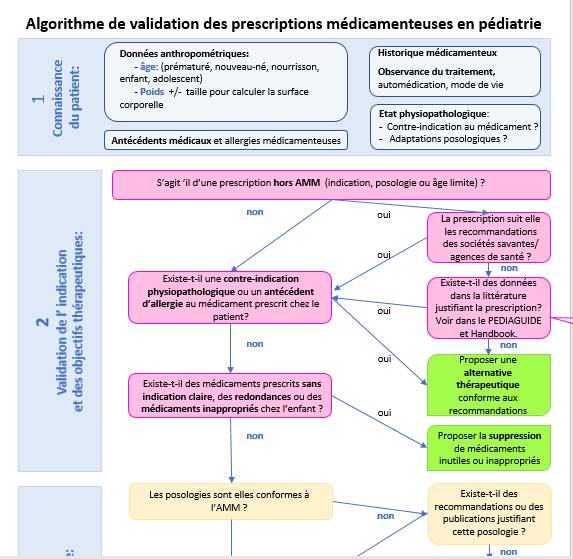 Algorithme de validation des prescriptions médicamenteuses en pédiatrie
1
Connaissance
du patient:
Données anthropométriques:
- âge: (prématuré, nouveau-né, nourrisson,
enfant, adolescent)
- Poids +/- taille pour calculer la surface
corporelle
Antécédents médicaux et allergies médicamenteuses
Historique médicamenteux
Observance du traitement,
automédication, mode de vie
Etat physiopathologique:
- Contre-indication au médicament ?
- Adaptations posologiques ?
2
Validation de l' indication
et des objectifs thérapeutiques:
S'agit 'il d'une prescription hors AMM (indication, posologie ou âge limite) ?
non
oui
La prescription suit elle
les recommandations
des sociétés savantes/
agences de santé ?
oui
non
Existe-t-il une contre-indication
physiopathologique ou un antécédent
d'allergie au médicament prescrit chez le
patient?
Existe-t-il des données
dans la littérature
justifiant la prescription?
Voir dans le PEDIAGUIDE
et Handbook.
oui
non
non
oui
Proposer une
alternative
thérapeutique
conforme aux
recommandations
Existe-t-il des médicaments prescrits sans
indication claire, des redondances ou des
médicaments inappropriés chez l'enfant ?
oui
non
Proposer la suppression
de médicaments
inutiles ou inappropriés
Les posologies sont elles conformes à
l'AMM ?
non
Existe-t-il des
recommandations ou des
publications justifiant
cette posologie ?
non